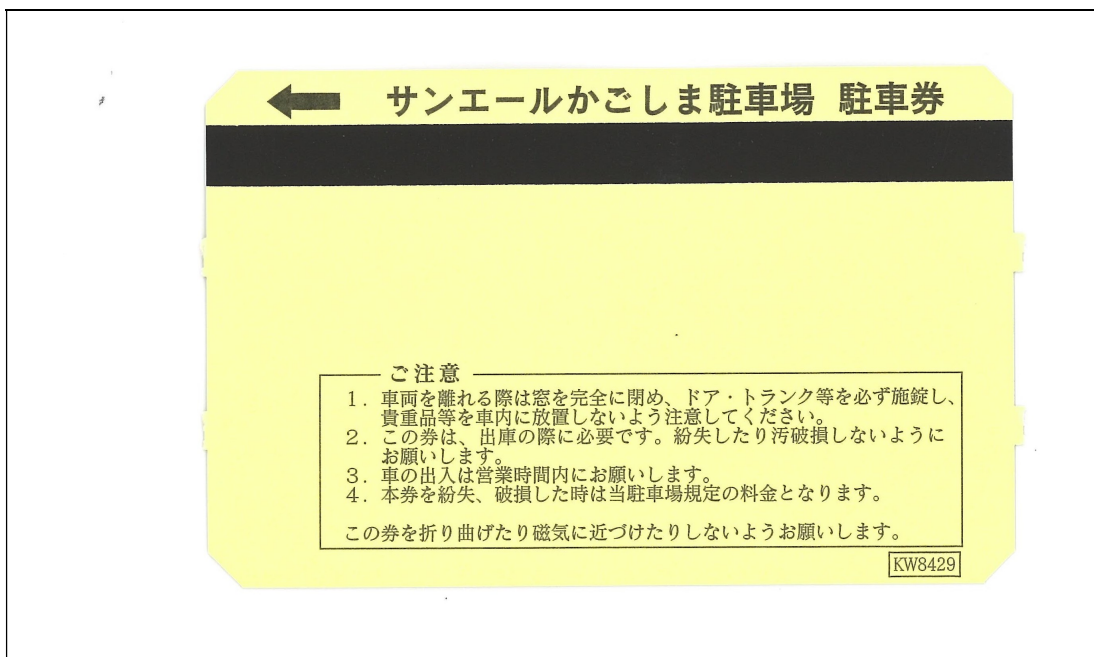 サンエールかごしま駐車場 駐車券
ご注意
1. 車両を離れる際は窓を完全に閉め、ドア・トランク等を必ず施錠し、
貴重品等を車内に放置しないよう注意してください。
2. この券は、出庫の際に必要です。紛失したり汚破損しないように
お願いします。
3. 車の出入は営業時間内にお願いします。
4. 本券を紛失、破損した時は当駐車場規定の料金となります。
この券を折り曲げたり磁気に近づけたりしないようお願いします。
KW8429